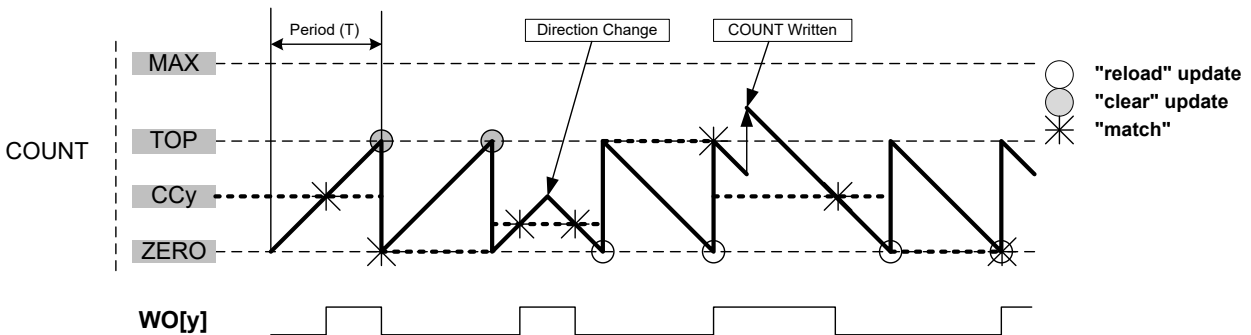 Period (T)
Direction Change
COUNT Written
MAX
"reload" update
"clear" update
TOP
"match"
COUNT
CCy
ZERO
WO[y]